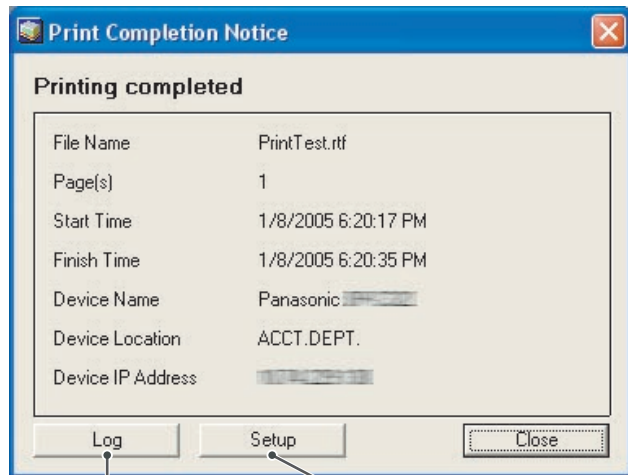 Print Completion Notice
Printing completed
File Name PrintTest.rtf
Page(s) 1
Start Time 1/8/2005 6:20:17 PM
Finish Time 1/8/2005 6:20:35 PM
Device Name Panasonic
Device Location ACCT.DEPT.
Device IP Address
Log Setup Close